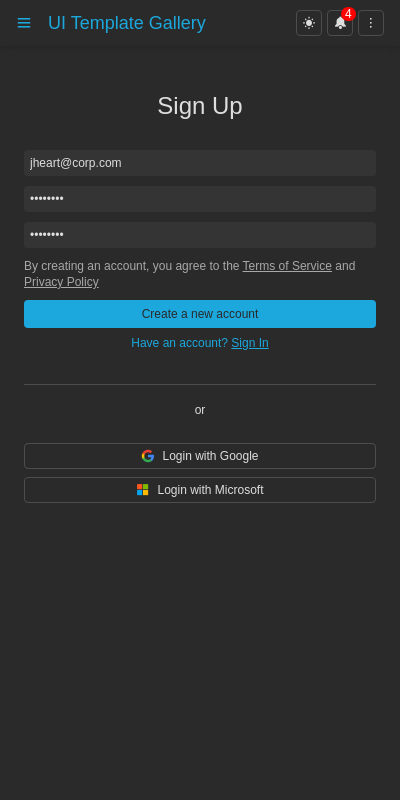 UI Template Gallery
4
Sign Up
jheart@corp.com
••••••••
••••••••
By creating an account, you agree to the Terms of Service and
Privacy Policy
Create a new account
Have an account? Sign In
or
Login with Google
Login with Microsoft